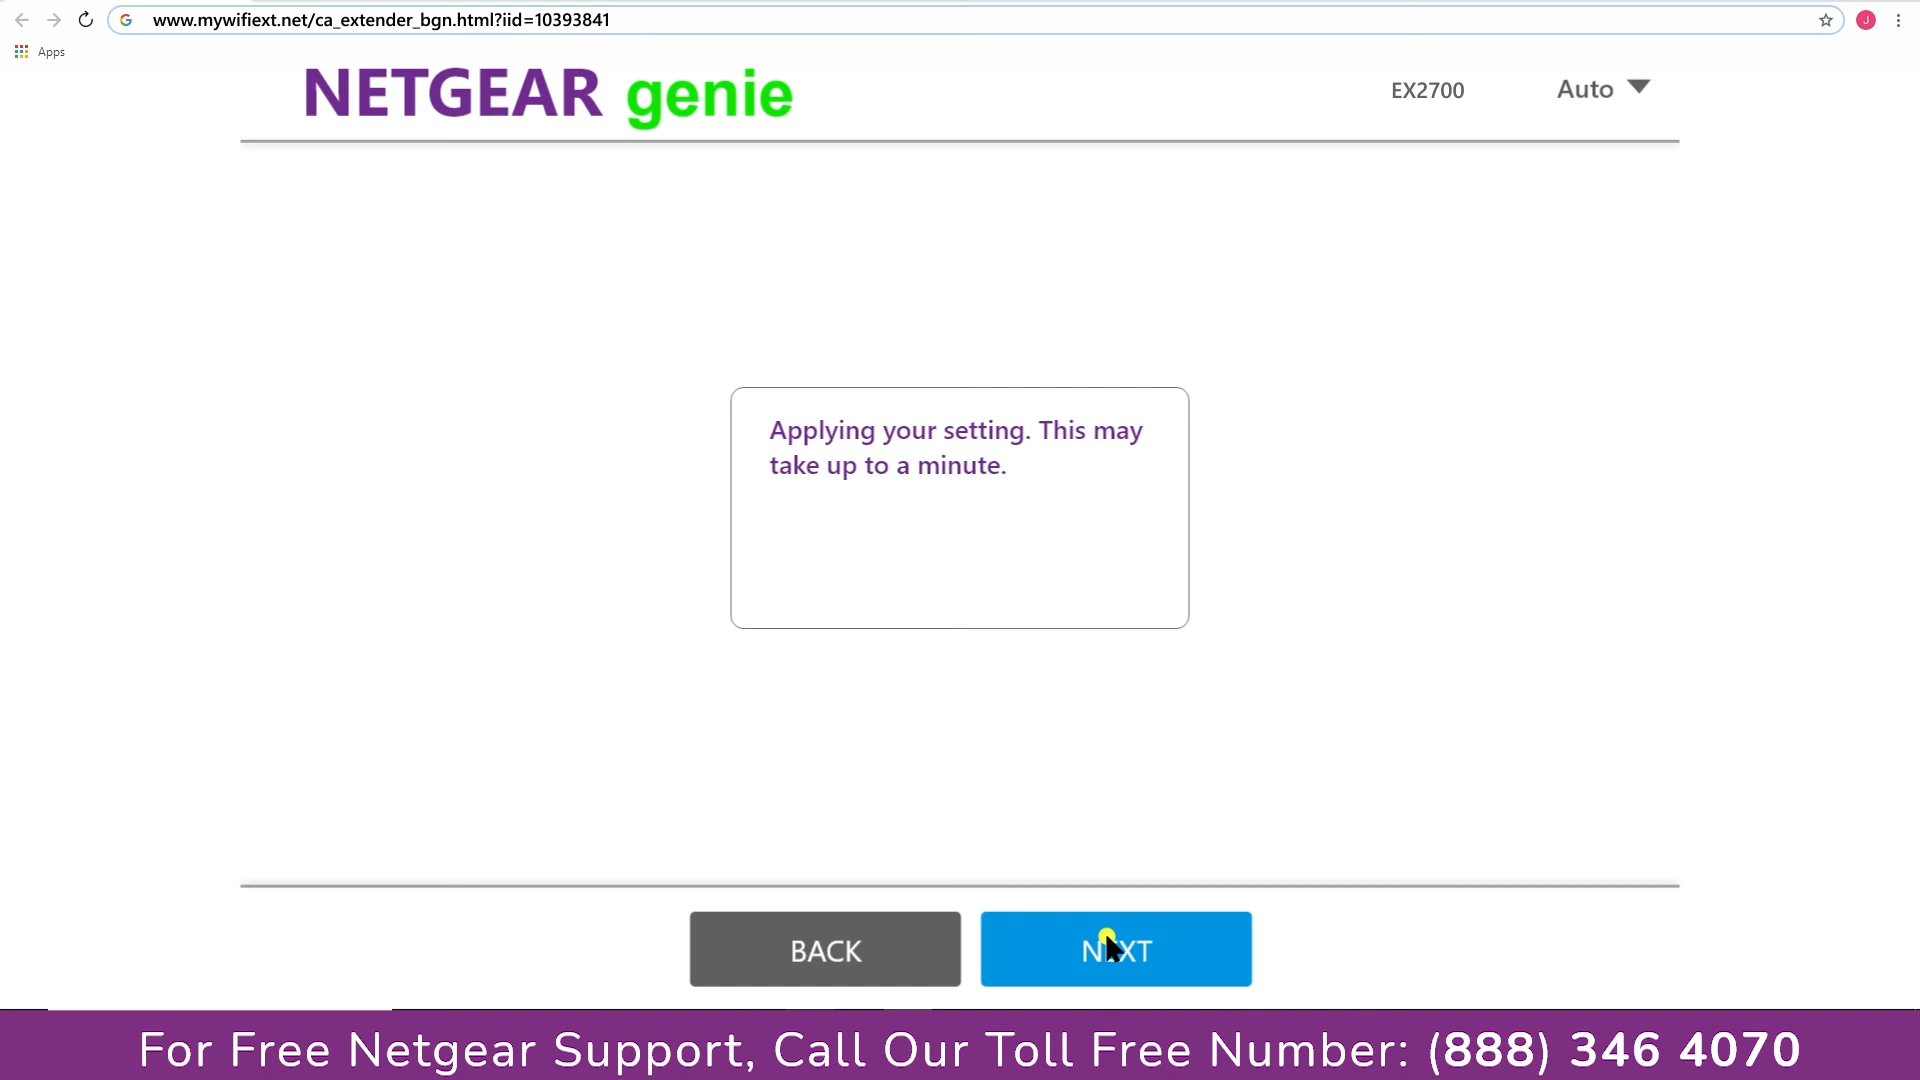 www.mywifiext.net/ca_extender_bgn.html?iid=10393841
Apps
NETGEAR genie
EX2700
Auto
Applying your setting. This may
take up to a minute.
BACK
NEXT
For Free Netgear Support, Call Our Toll Free Number: (888) 346 4070